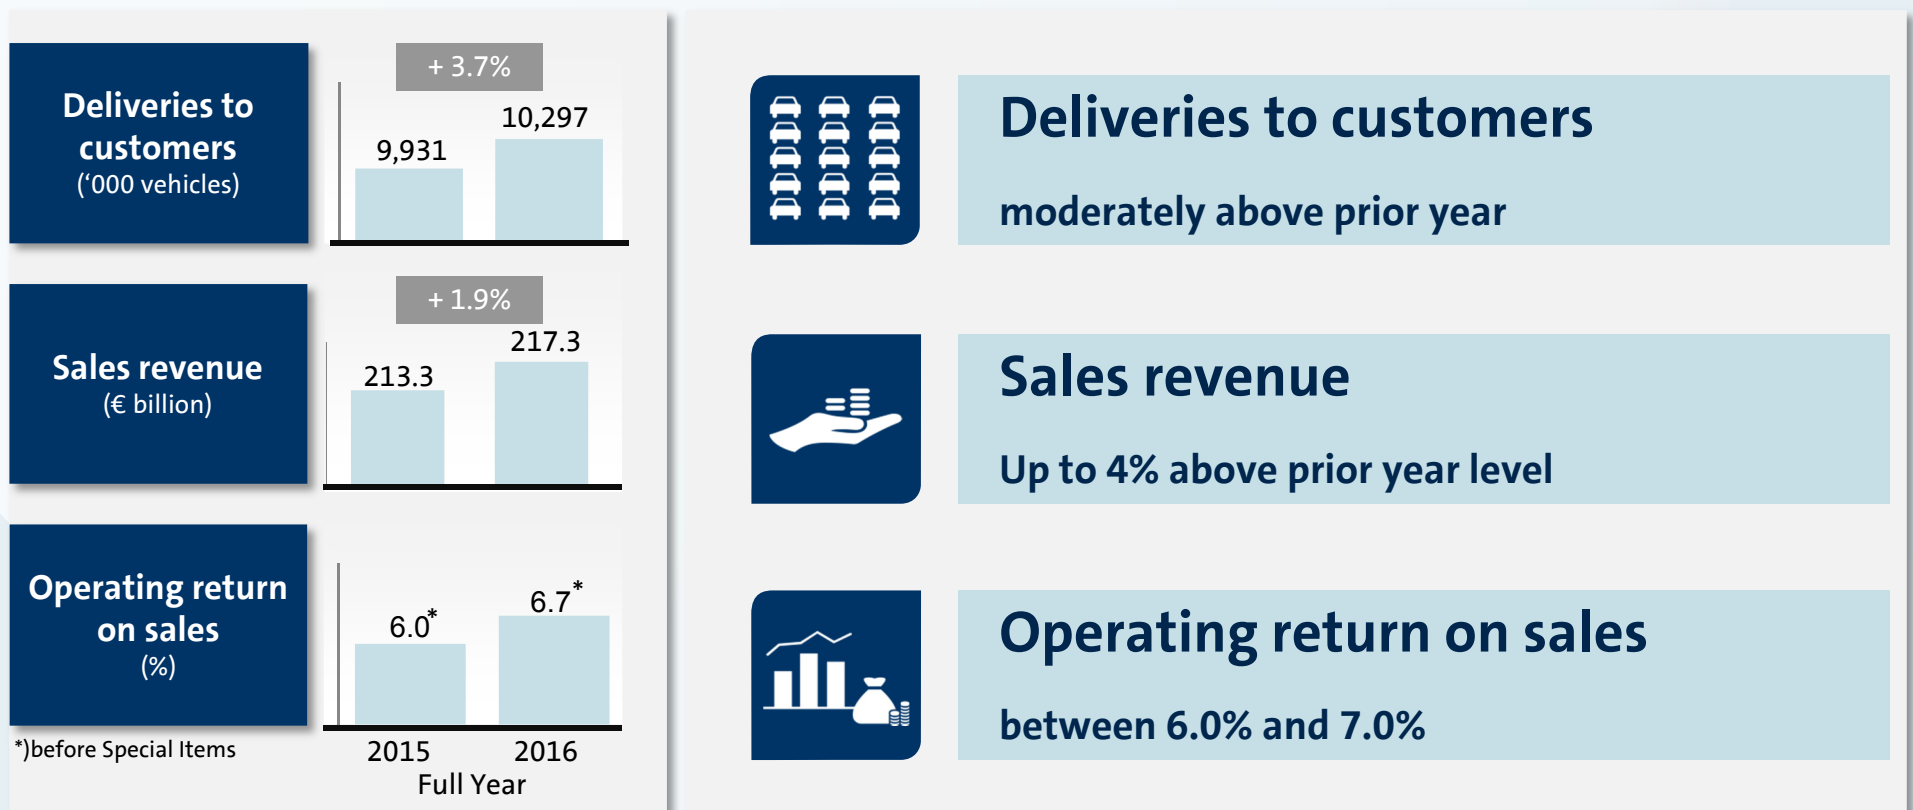 Deliveries to
customers
(‘000 vehicles)
+ 3.7%
9,931
10,297
Sales revenue
(€ billion)
+ 1.9%
213.3
217.3
Operating return
on sales
(%)
6.0*
6.7*
*)before Special Items
2015
2016
Full Year
Deliveries to customers
moderately above prior year
Sales revenue
Up to 4% above prior year level
Operating return on sales
between 6.0% and 7.0%